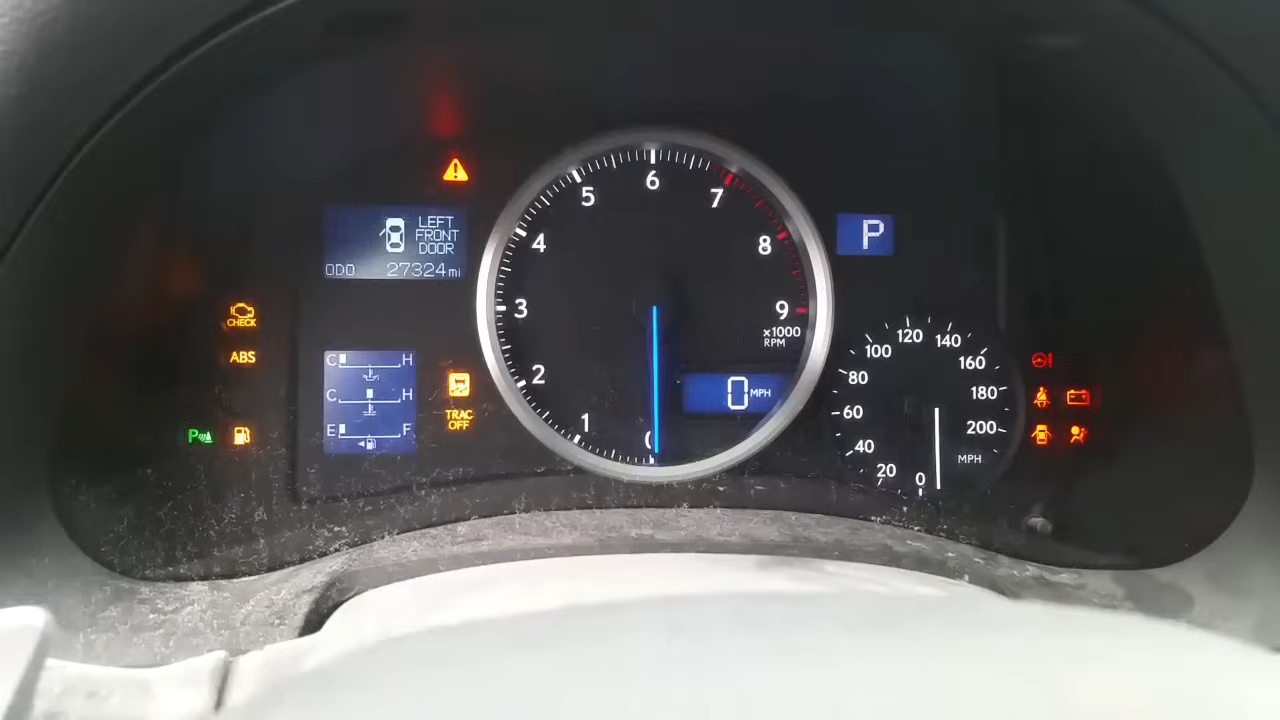 LEFT
FRONT
DOOR
ODO 27324 mi
CHECK
ABS
P
C H
C H
E F
TRAC
OFF
0
1
2
3
4
5
6
7
8
9
x1000
RPM
0 MPH
P
0
20
40
60
80
100
120
140
160
180
200
MPH